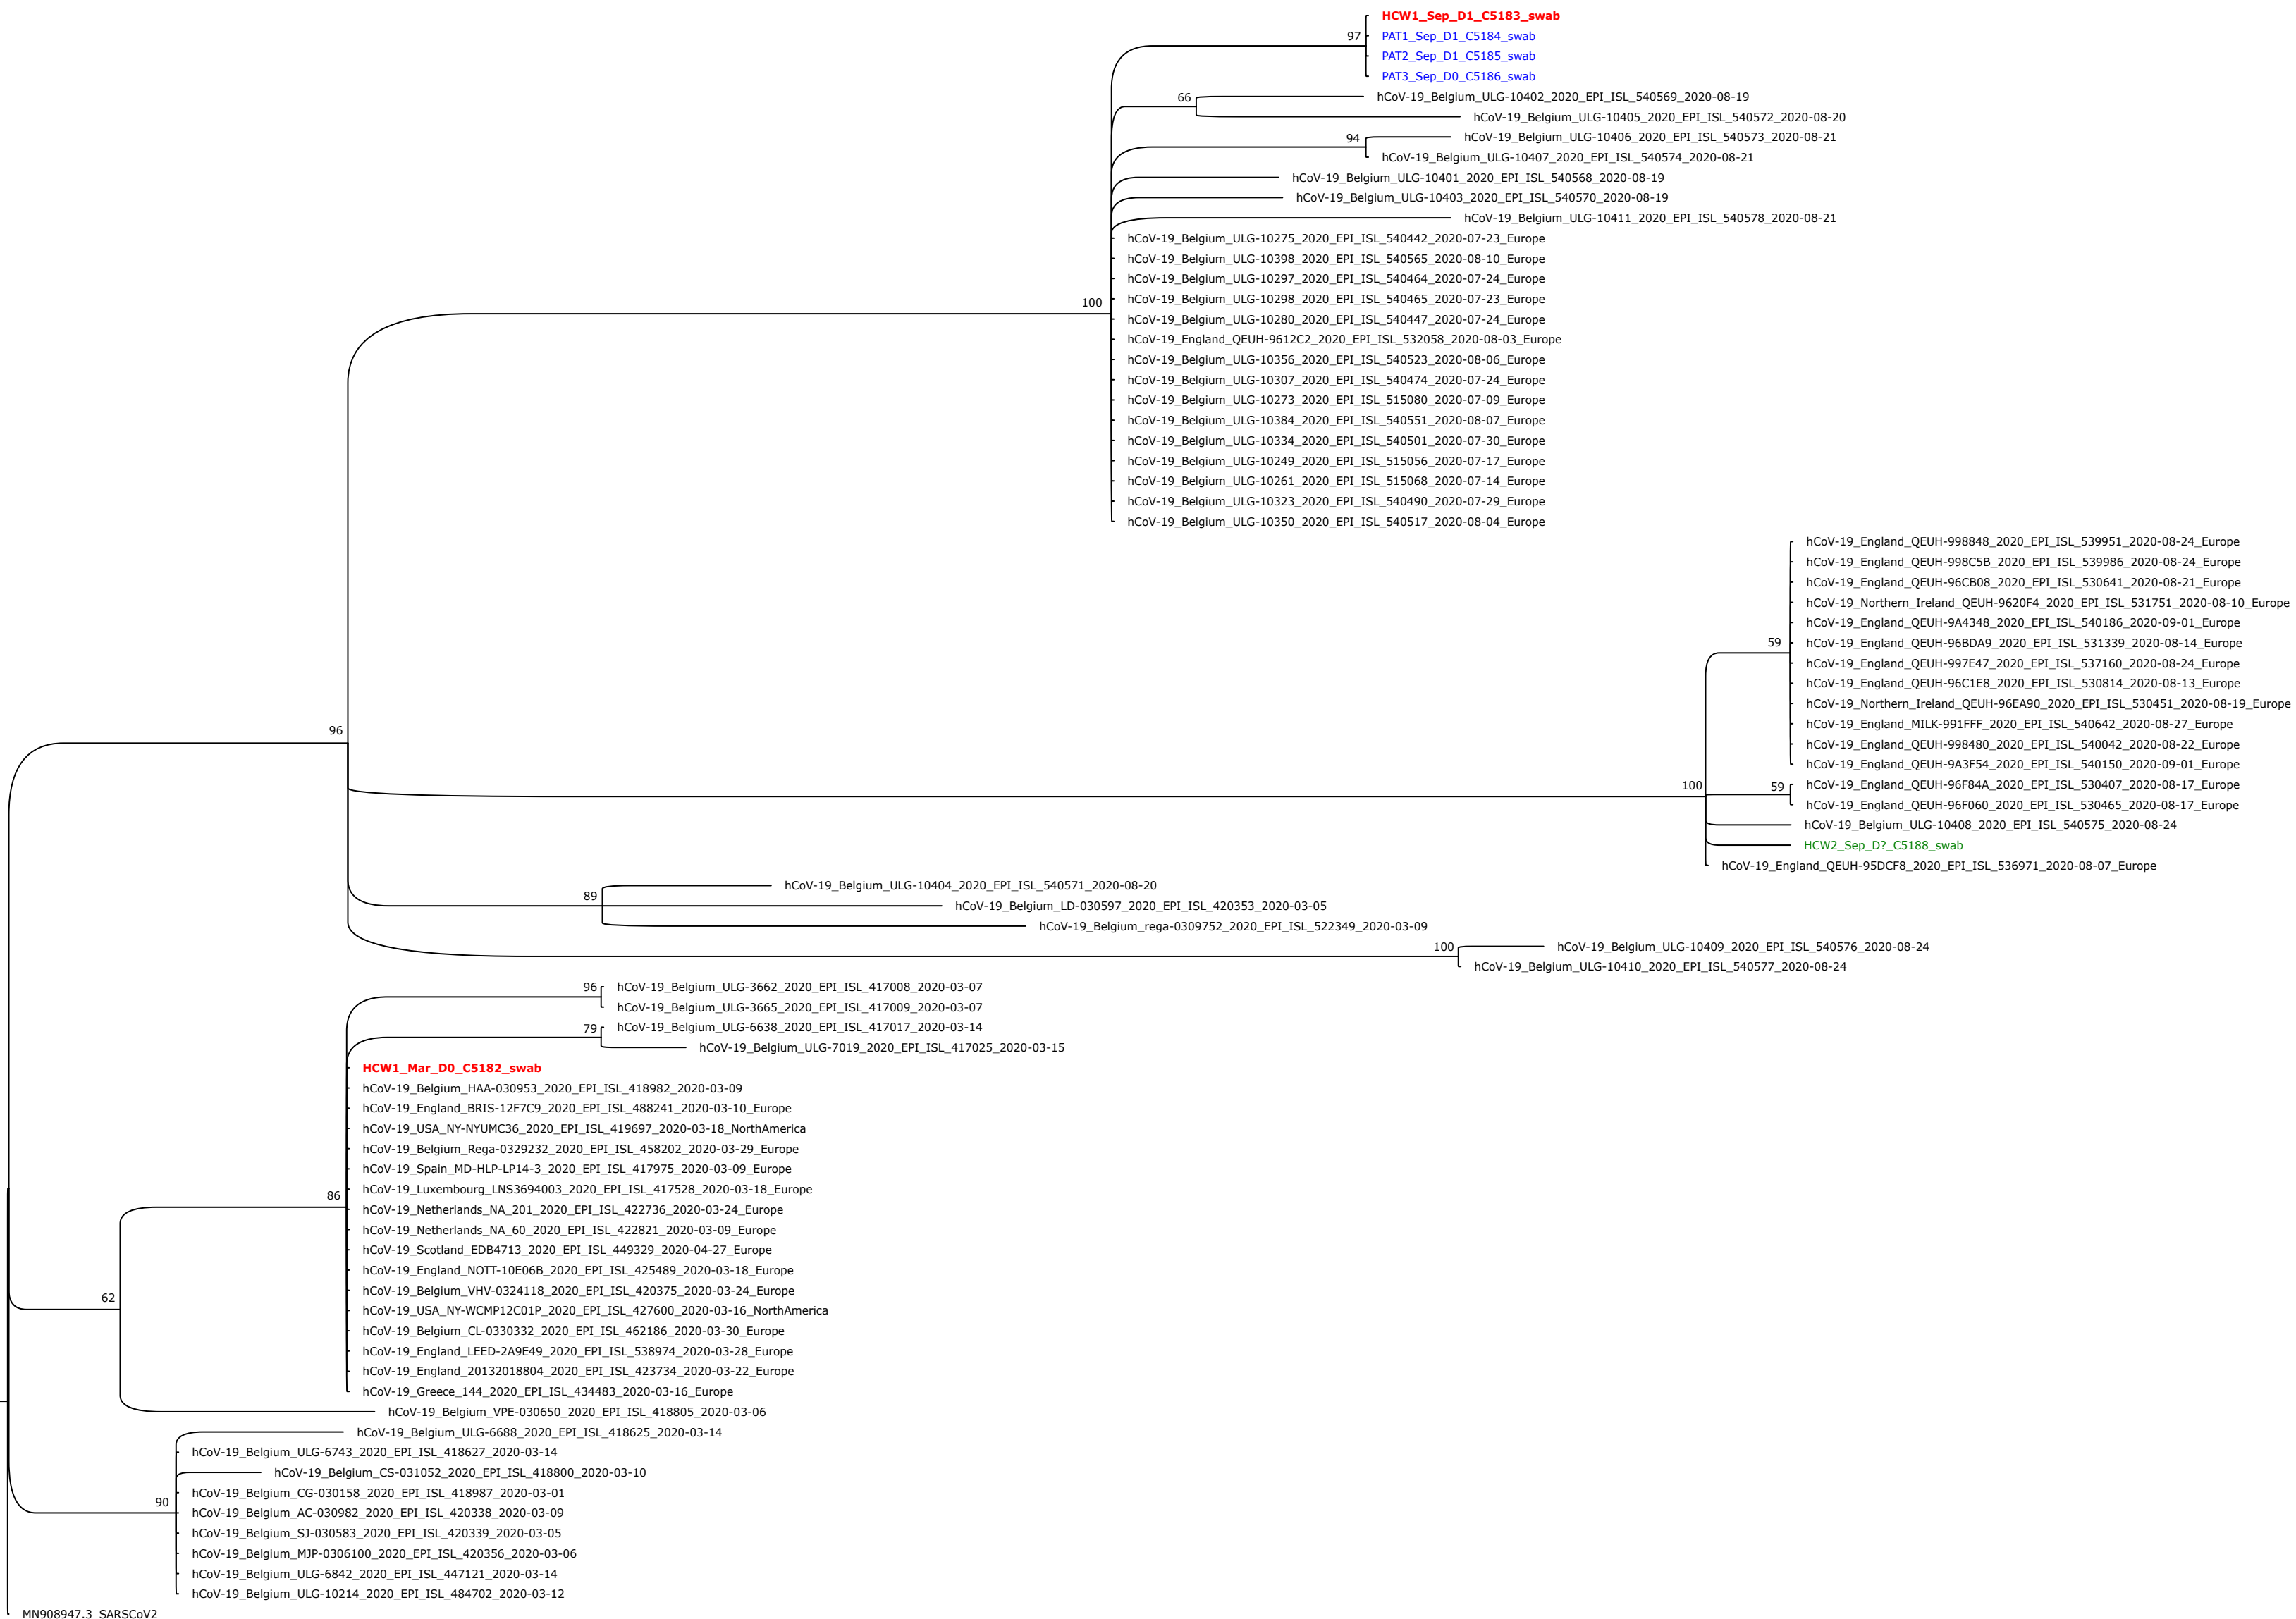 HCW1_Sep_D1_C5183_swab
97
PAT1_Sep_D1_C5184_swab
PAT2_Sep_D1_C5185_swab
PAT3_Sep_D0_C5186_swab
66
hCoV-19_Belgium_ULG-10402_2020_EPI_ISL_540569_2020-08-19
hCoV-19_Belgium_ULG-10405_2020_EPI_ISL_540572_2020-08-20
94
hCoV-19_Belgium_ULG-10406_2020_EPI_ISL_540573_2020-08-21
hCoV-19_Belgium_ULG-10407_2020_EPI_ISL_540574_2020-08-21
hCoV-19_Belgium_ULG-10401_2020_EPI_ISL_540568_2020-08-19
hCoV-19_Belgium_ULG-10403_2020_EPI_ISL_540570_2020-08-19
hCoV-19_Belgium_ULG-10411_2020_EPI_ISL_540578_2020-08-21
hCoV-19_Belgium_ULG-10275_2020_EPI_ISL_540442_2020-07-23_Europe
hCoV-19_Belgium_ULG-10398_2020_EPI_ISL_540565_2020-08-10_Europe
hCoV-19_Belgium_ULG-10297_2020_EPI_ISL_540464_2020-07-24_Europe
100
hCoV-19_Belgium_ULG-10298_2020_EPI_ISL_540465_2020-07-23_Europe
hCoV-19_Belgium_ULG-10280_2020_EPI_ISL_540447_2020-07-24_Europe
hCoV-19_England_QEUH-9612C2_2020_EPI_ISL_532058_2020-08-03_Europe
hCoV-19_Belgium_ULG-10356_2020_EPI_ISL_540523_2020-08-06_Europe
hCoV-19_Belgium_ULG-10307_2020_EPI_ISL_540474_2020-07-24_Europe
hCoV-19_Belgium_ULG-10273_2020_EPI_ISL_515080_2020-07-09_Europe
hCoV-19_Belgium_ULG-10384_2020_EPI_ISL_540551_2020-08-07_Europe
hCoV-19_Belgium_ULG-10334_2020_EPI_ISL_540501_2020-07-30_Europe
hCoV-19_Belgium_ULG-10249_2020_EPI_ISL_515056_2020-07-17_Europe
hCoV-19_Belgium_ULG-10261_2020_EPI_ISL_515068_2020-07-14_Europe
hCoV-19_Belgium_ULG-10323_2020_EPI_ISL_540490_2020-07-29_Europe
hCoV-19_Belgium_ULG-10350_2020_EPI_ISL_540517_2020-08-04_Europe
hCoV-19_England_QEUH-998848_2020_EPI_ISL_539951_2020-08-24_Europe
hCoV-19_England_QEUH-998C5B_2020_EPI_ISL_539986_2020-08-24_Europe
hCoV-19_England_QEUH-96CB08_2020_EPI_ISL_530641_2020-08-21_Europe
hCoV-19_Northern_Ireland_QEUH-9620F4_2020_EPI_ISL_531751_2020-08-10_Europe
hCoV-19_England_QEUH-9A4348_2020_EPI_ISL_540186_2020-09-01_Europe
59
hCoV-19_England_QEUH-96BDA9_2020_EPI_ISL_531339_2020-08-14_Europe
hCoV-19_England_QEUH-997E47_2020_EPI_ISL_537160_2020-08-24_Europe
hCoV-19_England_QEUH-96C1E8_2020_EPI_ISL_530814_2020-08-13_Europe
hCoV-19_Northern_Ireland_QEUH-96EA90_2020_EPI_ISL_530451_2020-08-19_Europe
hCoV-19_England_MILK-991FFF_2020_EPI_ISL_540642_2020-08-27_Europe
96
hCoV-19_England_QEUH-998480_2020_EPI_ISL_540042_2020-08-22_Europe
hCoV-19_England_QEUH-9A3F54_2020_EPI_ISL_540150_2020-09-01_Europe
100
59
hCoV-19_England_QEUH-96F84A_2020_EPI_ISL_530407_2020-08-17_Europe
hCoV-19_England_QEUH-96F060_2020_EPI_ISL_530465_2020-08-17_Europe
hCoV-19_Belgium_ULG-10408_2020_EPI_ISL_540575_2020-08-24
HCW2_Sep_D?_C5188_swab
hCoV-19_England_QEUH-95DCF8_2020_EPI_ISL_536971_2020-08-07_Europe
hCoV-19_Belgium_ULG-10404_2020_EPI_ISL_540571_2020-08-20
89
hCoV-19_Belgium_LD-030597_2020_EPI_ISL_420353_2020-03-05
hCoV-19_Belgium_rega-0309752_2020_EPI_ISL_522349_2020-03-09
100
hCoV-19_Belgium_ULG-10409_2020_EPI_ISL_540576_2020-08-24
hCoV-19_Belgium_ULG-10410_2020_EPI_ISL_540577_2020-08-24
96
hCoV-19_Belgium_ULG-3662_2020_EPI_ISL_417008_2020-03-07
hCoV-19_Belgium_ULG-3665_2020_EPI_ISL_417009_2020-03-07
79
hCoV-19_Belgium_ULG-6638_2020_EPI_ISL_417017_2020-03-14
hCoV-19_Belgium_ULG-7019_2020_EPI_ISL_417025_2020-03-15
HCW1_Mar_D0_C5182_swab
hCoV-19_Belgium_HAA-030953_2020_EPI_ISL_418982_2020-03-09
hCoV-19_England_BRIS-12F7C9_2020_EPI_ISL_488241_2020-03-10_Europe
hCoV-19_USA_NY-NYUMC36_2020_EPI_ISL_419697_2020-03-18_NorthAmerica
hCoV-19_Belgium_Rega-0329232_2020_EPI_ISL_458202_2020-03-29_Europe
hCoV-19_Spain_MD-HLP-LP14-3_2020_EPI_ISL_417975_2020-03-09_Europe
86
hCoV-19_Luxembourg_LNS3694003_2020_EPI_ISL_417528_2020-03-18_Europe
hCoV-19_Netherlands_NA_201_2020_EPI_ISL_422736_2020-03-24_Europe
hCoV-19_Netherlands_NA_60_2020_EPI_ISL_422821_2020-03-09_Europe
hCoV-19_Scotland_EDB4713_2020_EPI_ISL_449329_2020-04-27_Europe
hCoV-19_England_NOTT-10E06B_2020_EPI_ISL_425489_2020-03-18_Europe
62
hCoV-19_Belgium_VHV-0324118_2020_EPI_ISL_420375_2020-03-24_Europe
hCoV-19_USA_NY-WCMP12C01P_2020_EPI_ISL_427600_2020-03-16_NorthAmerica
hCoV-19_Belgium_CL-0330332_2020_EPI_ISL_462186_2020-03-30_Europe
hCoV-19_England_LEED-2A9E49_2020_EPI_ISL_538974_2020-03-28_Europe
hCoV-19_England_20132018804_2020_EPI_ISL_423734_2020-03-22_Europe
hCoV-19_Greece_144_2020_EPI_ISL_434483_2020-03-16_Europe
hCoV-19_Belgium_VPE-030650_2020_EPI_ISL_418805_2020-03-06
hCoV-19_Belgium_ULG-6688_2020_EPI_ISL_418625_2020-03-14
hCoV-19_Belgium_ULG-6743_2020_EPI_ISL_418627_2020-03-14
hCoV-19_Belgium_CS-031052_2020_EPI_ISL_418800_2020-03-10
hCoV-19_Belgium_CG-030158_2020_EPI_ISL_418987_2020-03-01
90
hCoV-19_Belgium_AC-030982_2020_EPI_ISL_420338_2020-03-09
hCoV-19_Belgium_SJ-030583_2020_EPI_ISL_420339_2020-03-05
hCoV-19_Belgium_MJP-0306100_2020_EPI_ISL_420356_2020-03-06
hCoV-19_Belgium_ULG-6842_2020_EPI_ISL_447121_2020-03-14
hCoV-19_Belgium_ULG-10214_2020_EPI_ISL_484702_2020-03-12
MN908947.3_SARSCoV2